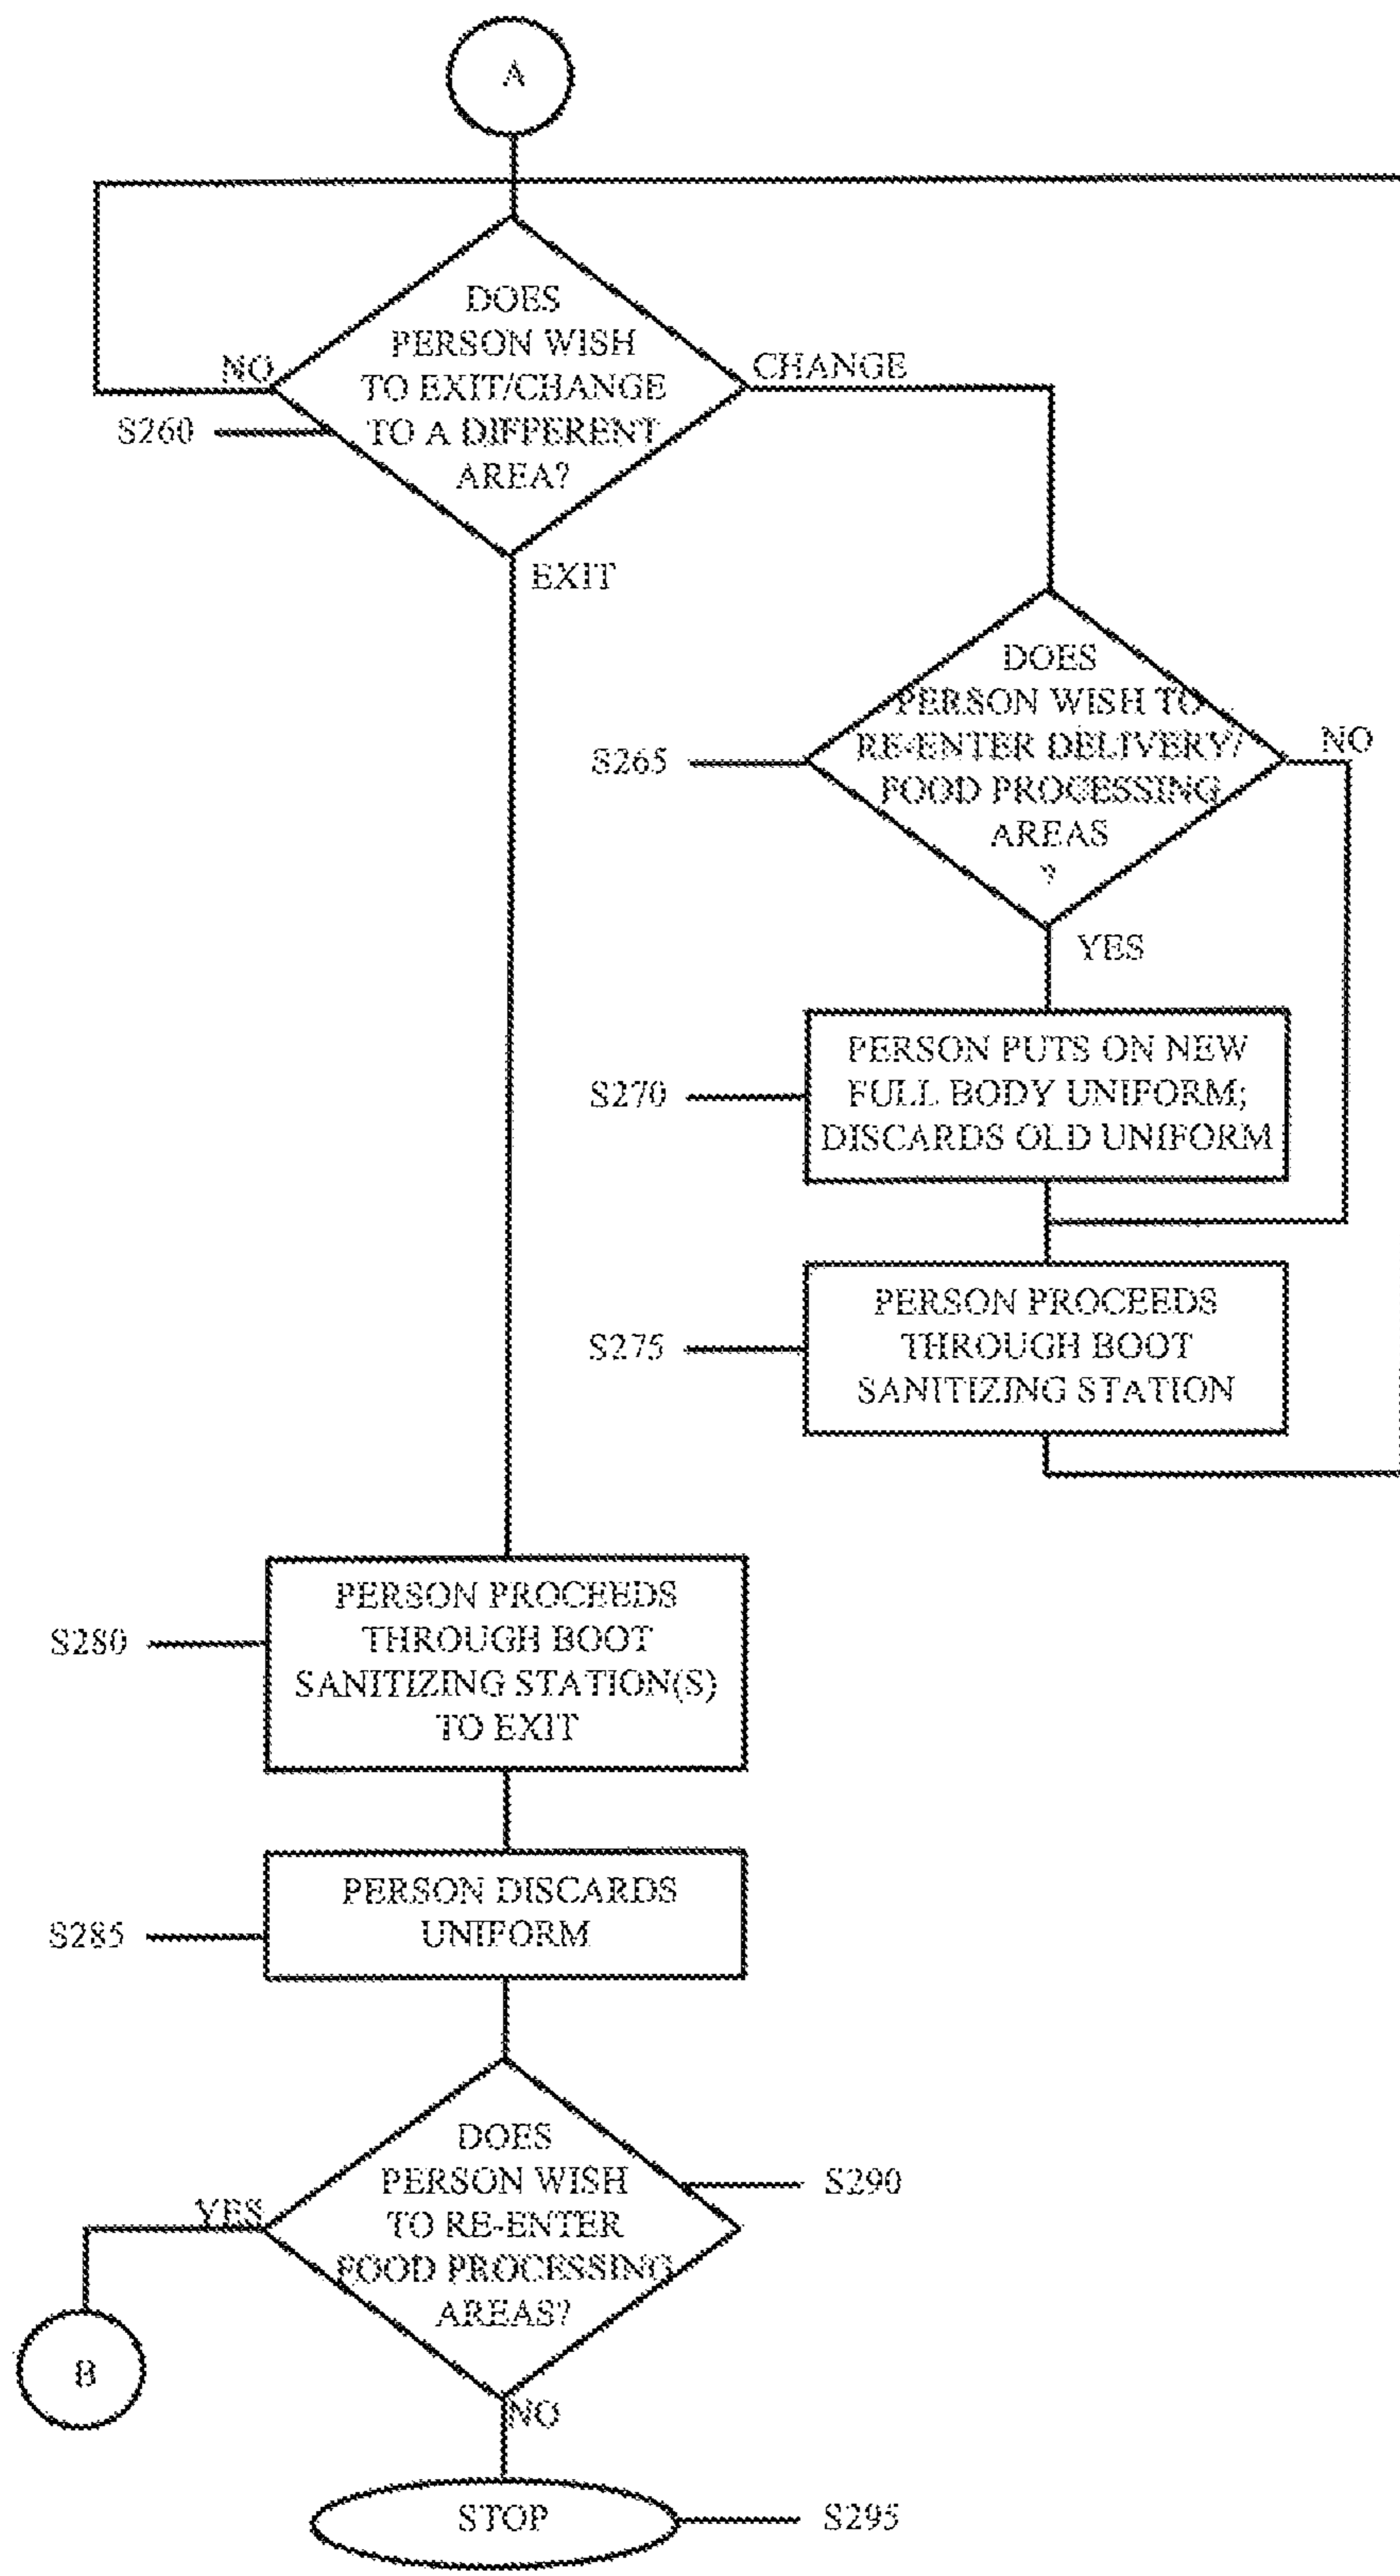 A
DOES
PERSON WISH
TO EXIT/CHANGE
TO A DIFFERENT
AREA?
NO
CHANGE
S260
EXIT
DOES
PERSON WISH TO
RE-ENTER DELIVERY/
FOOD PROCESSING
AREAS
?
S265
NO
YES
PERSON PUTS ON NEW
FULL BODY UNIFORM;
DISCARDS OLD UNIFORM
S270
PERSON PROCEEDS
THROUGH BOOT
SANITIZING STATION
S275
PERSON PROCEEDS
THROUGH BOOT
SANITIZING STATION(S)
TO EXIT
S280
PERSON DISCARDS
UNIFORM
S285
DOES
PERSON WISH
TO RE-ENTER
FOOD PROCESSING
AREAS?
S290
YES
B
NO
STOP
S295